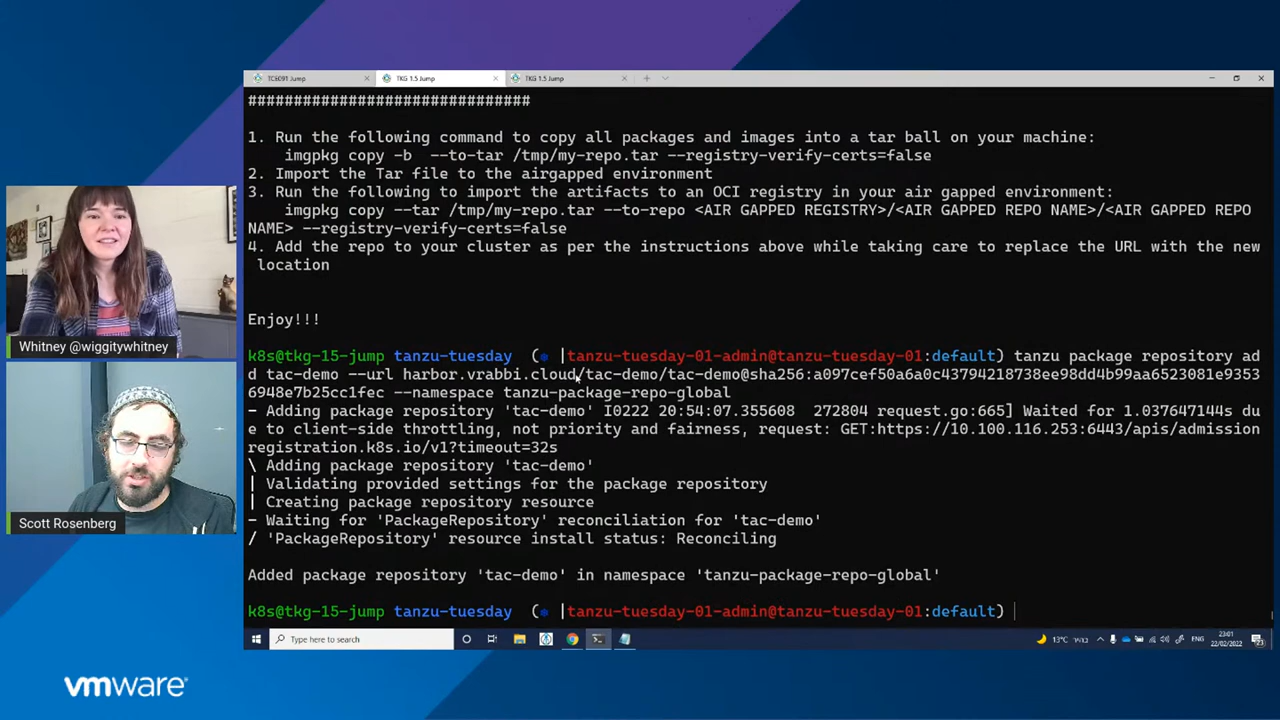 TCE091 Jump
TKG 1.5 Jump
TKG 1.5 Jump
###############################
1. Run the following command to copy all packages and images into a tar ball on your machine:
imgpkg copy -b  --to-tar /tmp/my-repo.tar --registry-verify-certs=false
2. Import the Tar file to the airgapped environment
3. Run the following to import the artifacts to an OCI registry in your air gapped environment:
imgpkg copy --tar /tmp/my-repo.tar --to-repo <AIR GAPPED REGISTRY>/<AIR GAPPED REPO NAME>/<AIR GAPPED REPO
NAME> --registry-verify-certs=false
4. Add the repo to your cluster as per the instructions above while taking care to replace the URL with the new
location
Enjoy!!!
k8s@tkg-15-jump tanzu-tuesday (⎈ |tanzu-tuesday-01-admin@tanzu-tuesday-01:default) tanzu package repository ad
d tac-demo --url harbor.vrabbi.cloud/tac-demo/tac-demo@sha256:a097cef50a6a0c43794218738ee98dd4b99aa6523081e9353
6948e7b25cc1fec --namespace tanzu-package-repo-global
- Adding package repository 'tac-demo' I0222 20:54:07.355608  272804 request.go:665] Waited for 1.037647144s du
e to client-side throttling, not priority and fairness, request: GET:https://10.100.116.253:6443/apis/admission
registration.k8s.io/v1?timeout=32s
\ Adding package repository 'tac-demo'
| Validating provided settings for the package repository
| Creating package repository resource
- Waiting for 'PackageRepository' reconciliation for 'tac-demo'
/ 'PackageRepository' resource install status: Reconciling
Added package repository 'tac-demo' in namespace 'tanzu-package-repo-global'
k8s@tkg-15-jump tanzu-tuesday (⎈ |tanzu-tuesday-01-admin@tanzu-tuesday-01:default)
Whitney @wiggitywhitney
Scott Rosenberg
Type here to search
13°C בהיר
ENG
23:01
22/02/2022
vmware